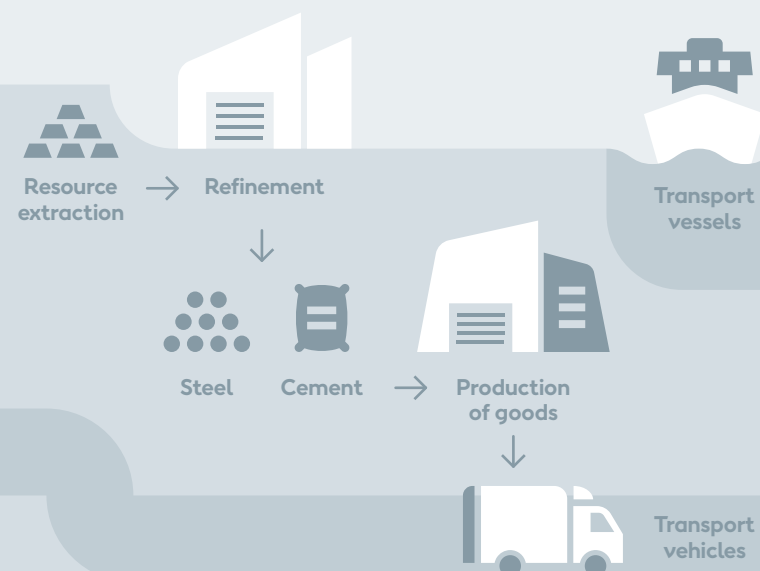 Resource
extraction
Refinement
Transport
vessels
Steel
Cement
Production
of goods
Transport
vehicles